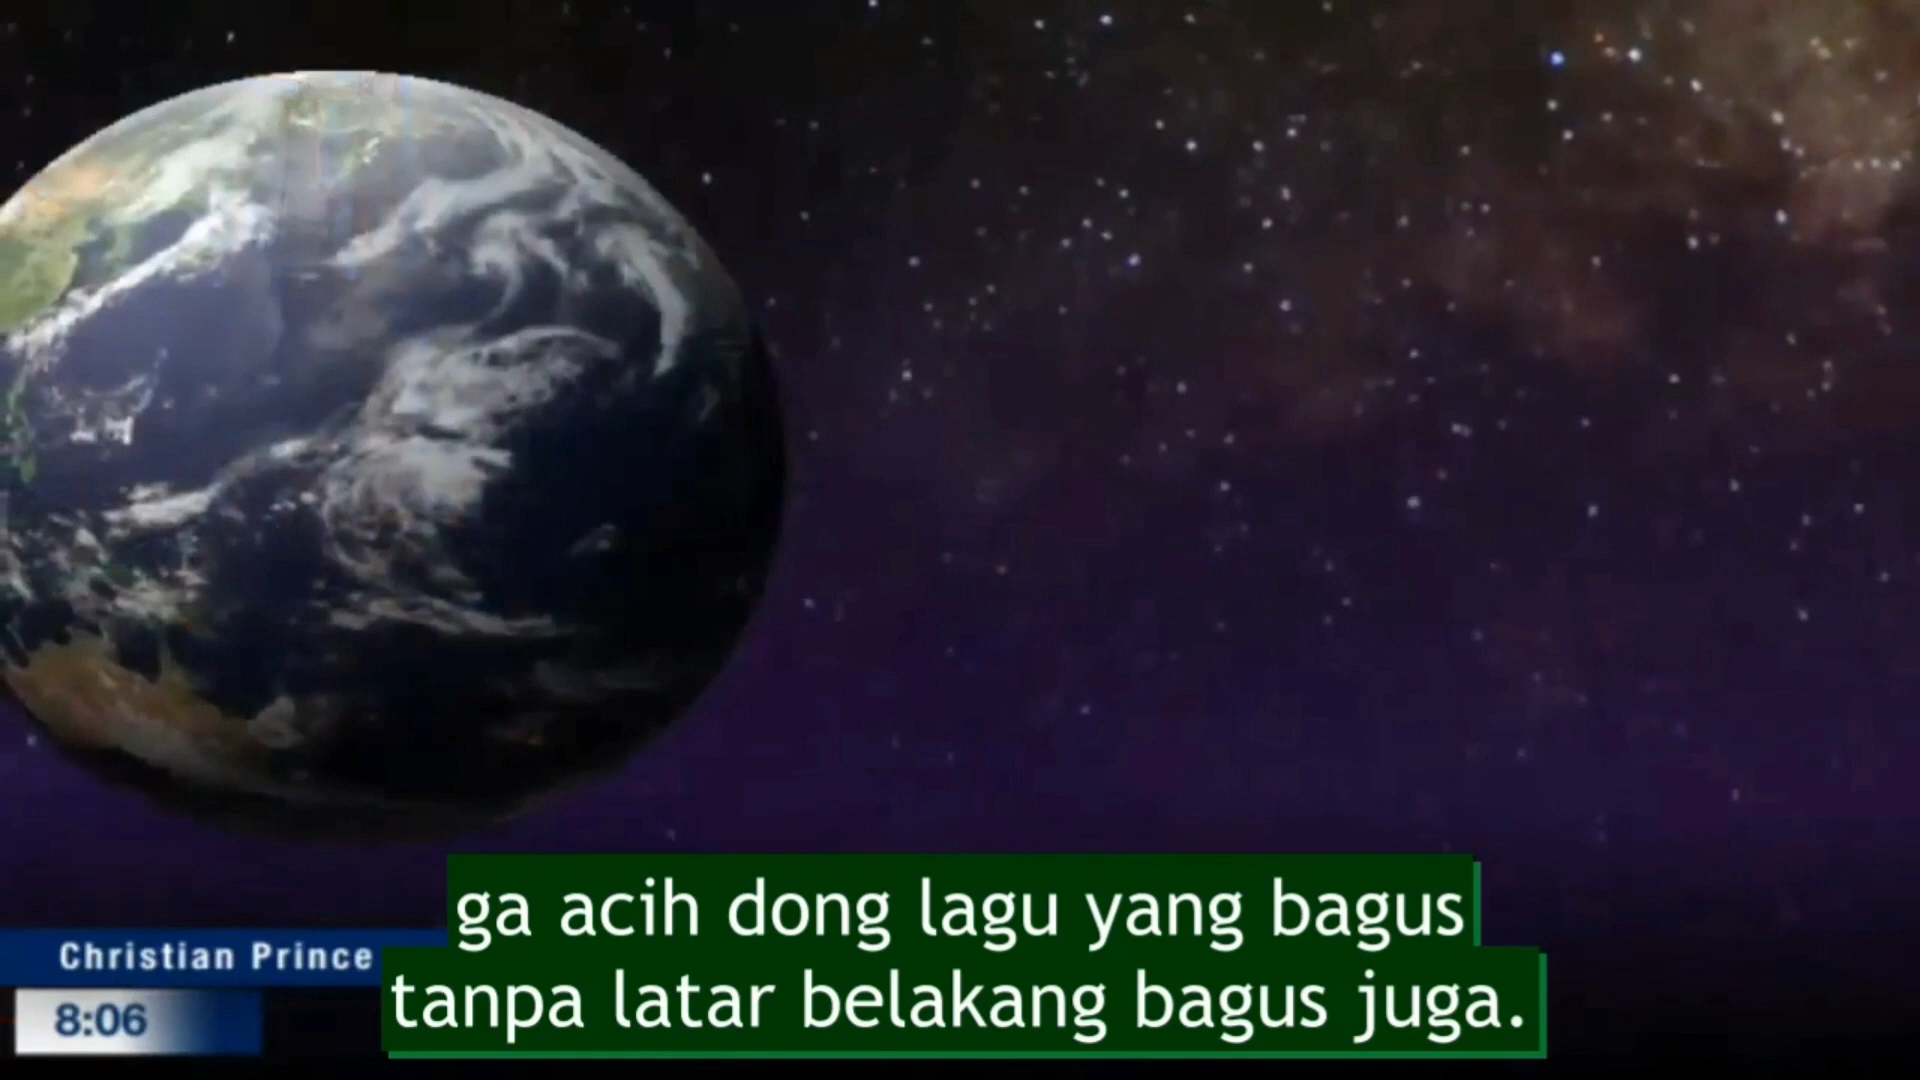 ga acih dong lagu yang bagus
tanpa latar belakang bagus juga.
Christian Prince
8:06